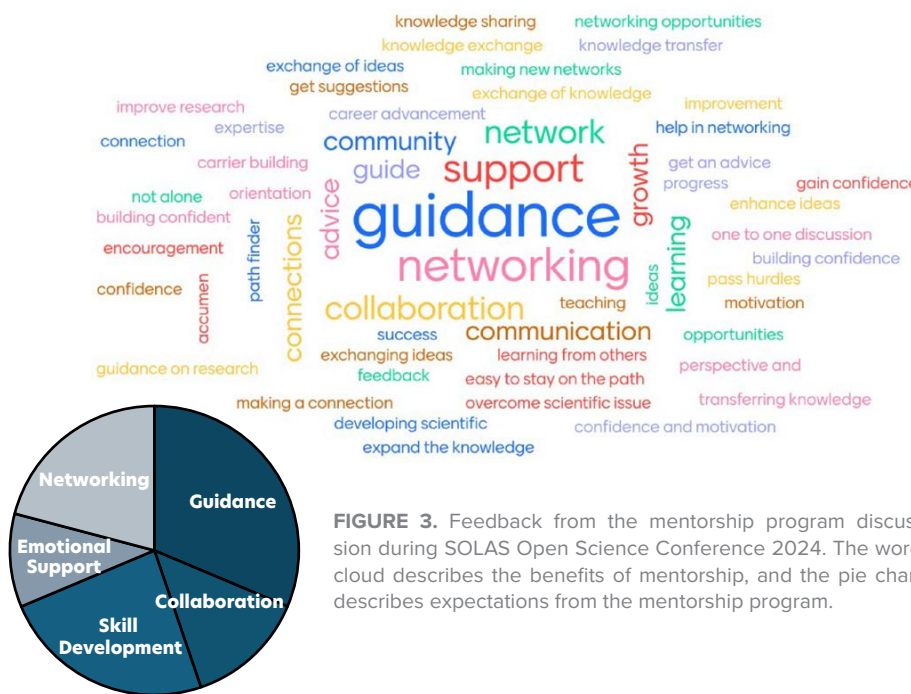 knowledge sharing networking opportunities
knowledge exchange knowledge transfer
exchange of ideas making new networks
get suggestions exchange of knowledge
improve research career advancement improvement
connection expertise community network help in networking
carrier building guide support growth get an advice
not alone orientation advice guidance progress gain confidence
building confident enhance ideas
encouragement path finder connections networking ideas learning one to one discussion
building confidence
confidence accumen collaboration teaching pass hurdles
motivation
success communication opportunities
guidance on research exchanging ideas learning from others perspective and
feedback easy to stay on the path
making a connection overcome scientific issue transferring knowledge
developing scientific confidence and motivation
expand the knowledge
Networking
Guidance
Emotional
Support
Collaboration
Skill
Development
FIGURE 3. Feedback from the mentorship program discus
sion during SOLAS Open Science Conference 2024. The wor
cloud describes the benefits of mentorship, and the pie char
describes expectations from the mentorship program.